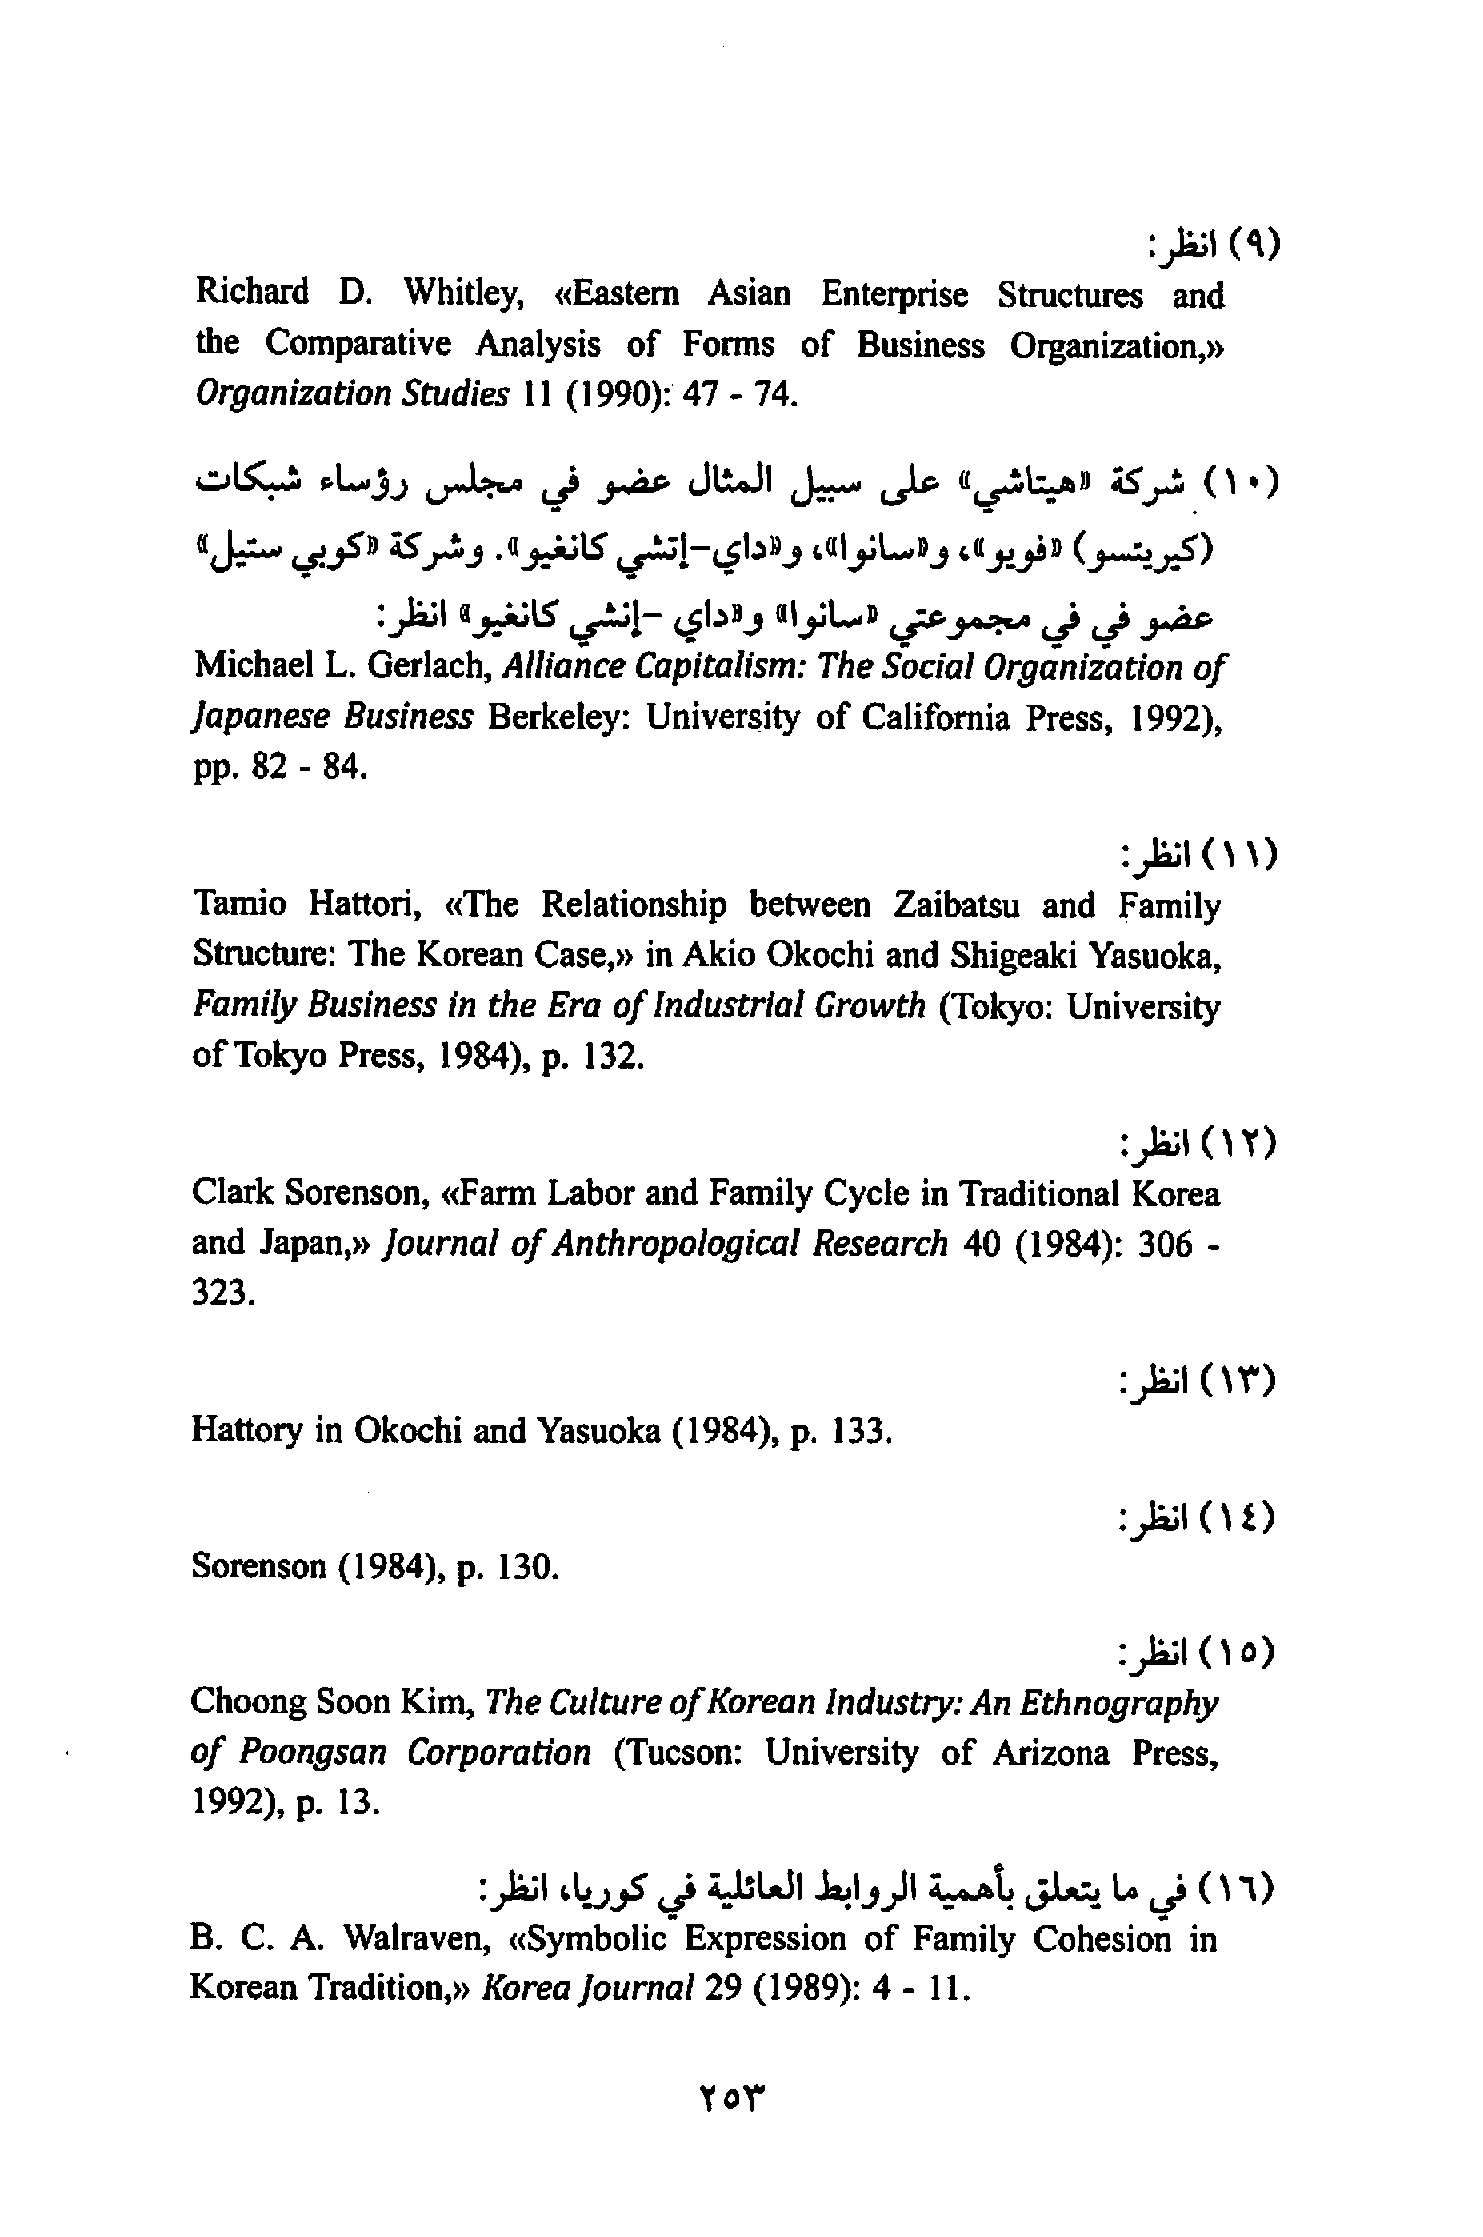 (٩) انظر:
Richard D. Whitley, «Eastern Asian Enterprise Structures and
the Comparative Analysis of Forms of Business Organization,»
Organization Studies 11 (1990): 47 - 74.
(١٠) شركة «هيتاشي» على سبيل المثال عضو في مجلس رؤساء شبكات
(كيريتسو) «فويو»، و«سانوا»، و«داي-إتشي كانغيو». وشركة «كوبي ستيل»
عضو في في مجموعتي «سانوا» و«داي -إتشي كانغيو» انظر:
Michael L. Gerlach, Alliance Capitalism: The Social Organization of
Japanese Business Berkeley: University of California Press, 1992),
pp. 82 - 84.
(١١) انظر:
Tamio Hattori, «The Relationship between Zaibatsu and Family
Structure: The Korean Case,» in Akio Okochi and Shigeaki Yasuoka,
Family Business in the Era of Industrial Growth (Tokyo: University
of Tokyo Press, 1984), p. 132.
(١٢) انظر:
Clark Sorenson, «Farm Labor and Family Cycle in Traditional Korea
and Japan,» Journal of Anthropological Research 40 (1984): 306 -
323.
(١٣) انظر:
Hattory in Okochi and Yasuoka (1984), p. 133.
(١٤) انظر:
Sorenson (1984), p. 130.
(١٥) انظر:
Choong Soon Kim, The Culture of Korean Industry: An Ethnography
of Poongsan Corporation (Tucson: University of Arizona Press,
1992), p. 13.
(١٦) في ما يتعلق بأهمية الروابط العائلية في كوريا، انظر:
B. C. A. Walraven, «Symbolic Expression of Family Cohesion in
Korean Tradition,» Korea Journal 29 (1989): 4 - 11.
٢٥٣